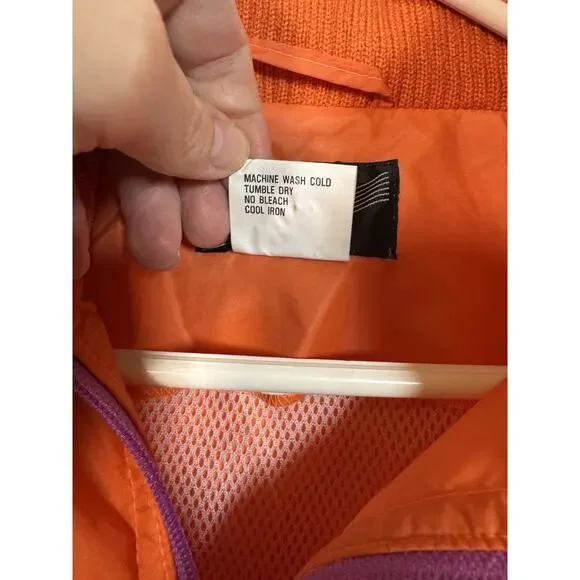 MACHINE WASH COLD
TUMBLE DRY
NO BLEACH
COOL IRON